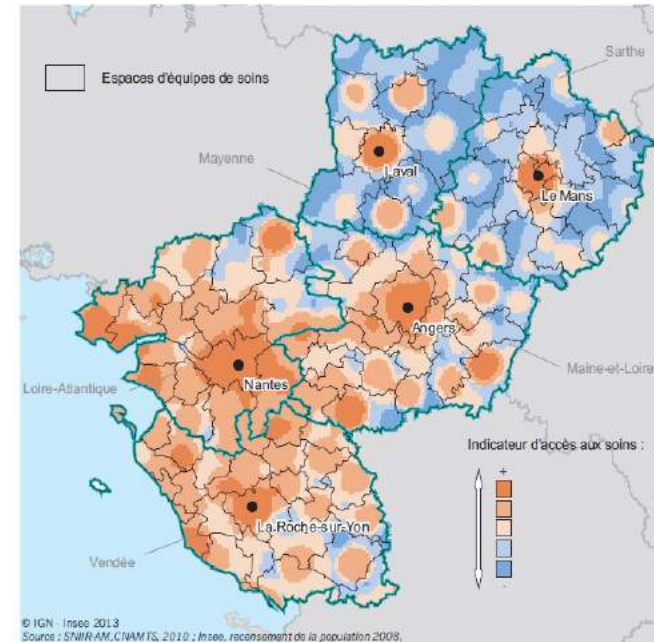 Espaces d'équipes de soins
Sarthe
Mayenne
Laval
Le Mans
Angers
Maine-et-Loire
Nantes
Loire-Atlantique
Indicateur d'accès aux soins :
+
-
La Roche-sur-Yon
Vendée
© IGN - Insee 2013
Source : SNIIR-AM,CNAMTS, 2010 ; Insee, recensement de la population 2008.